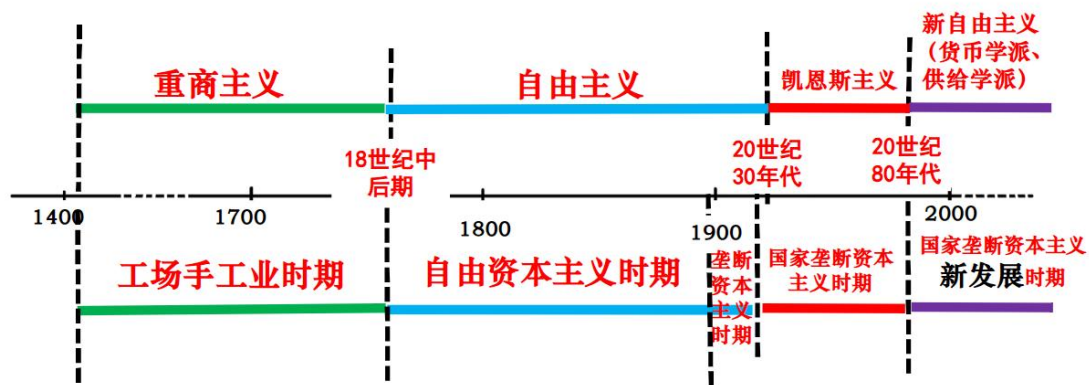 新自由主义
（货币学派、
供给学派）
重商主义
自由主义
凯恩斯主义
18世纪中
后期
20世纪
30年代
20世纪
80年代
1400
1700
1800
1900
2000
工场手工业时期
自由资本主义时期
垄断
资本
主义
时期
国家垄断资本
主义时期
国家垄断资本主义
新发展时期